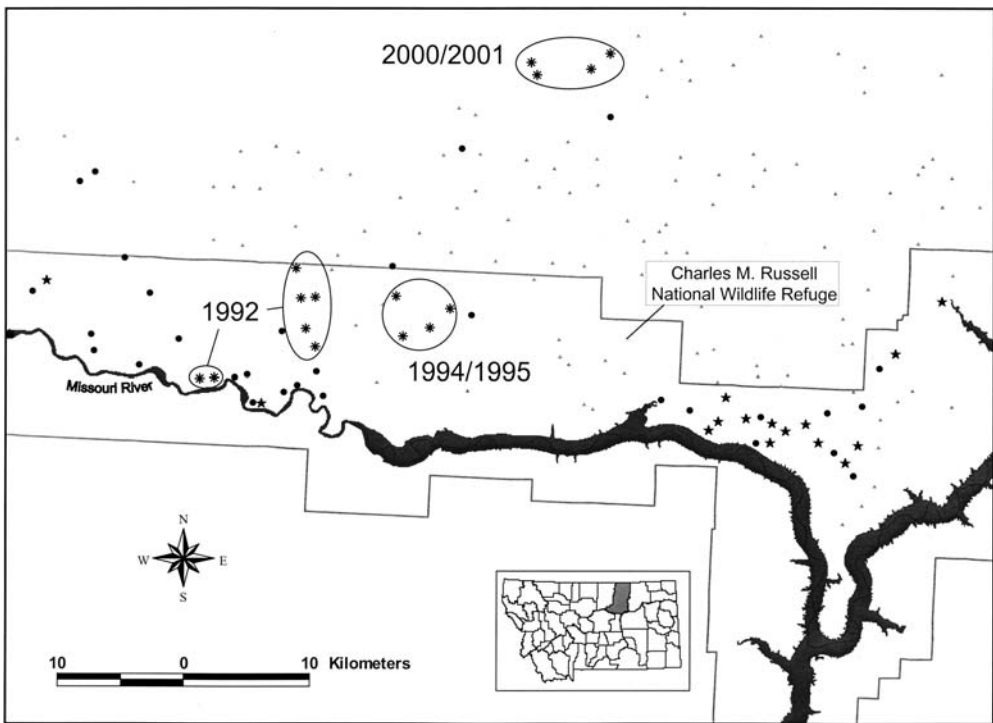 2000/2001
Charles M. Russell
National Wildlife Refuge
1992
1994/1995
Missouri River
N
W E
S
10 0 10 Kilometers